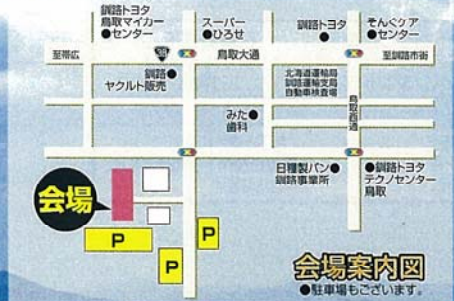 釧路トヨタ
鳥取マイカー
●センター
スーパー
●ひろせ
釧路トヨタ
●
そんぐケア
●センター
至帯広
38
鳥取大通
至釧路市街
釧路●
ヤクルト販売
北海道運輸局
釧路運輸支局
自動車検査場
鳥取西通
みた●
歯科
日糧製パン●
釧路事業所
●釧路トヨタ
テクノセンター
鳥取
会場
P
P
P
会場案内図
●駐車場もございます。